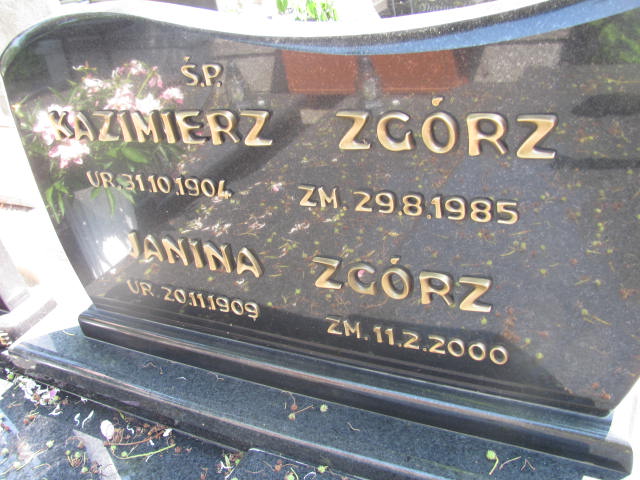 Ś.P.
KAZIMIERZ ZGÓRZ
UR. 31.10.1904 ZM. 29.8.1985
JANINA ZGÓRZ
UR. 20.11.1909 ZM. 11.2.2000